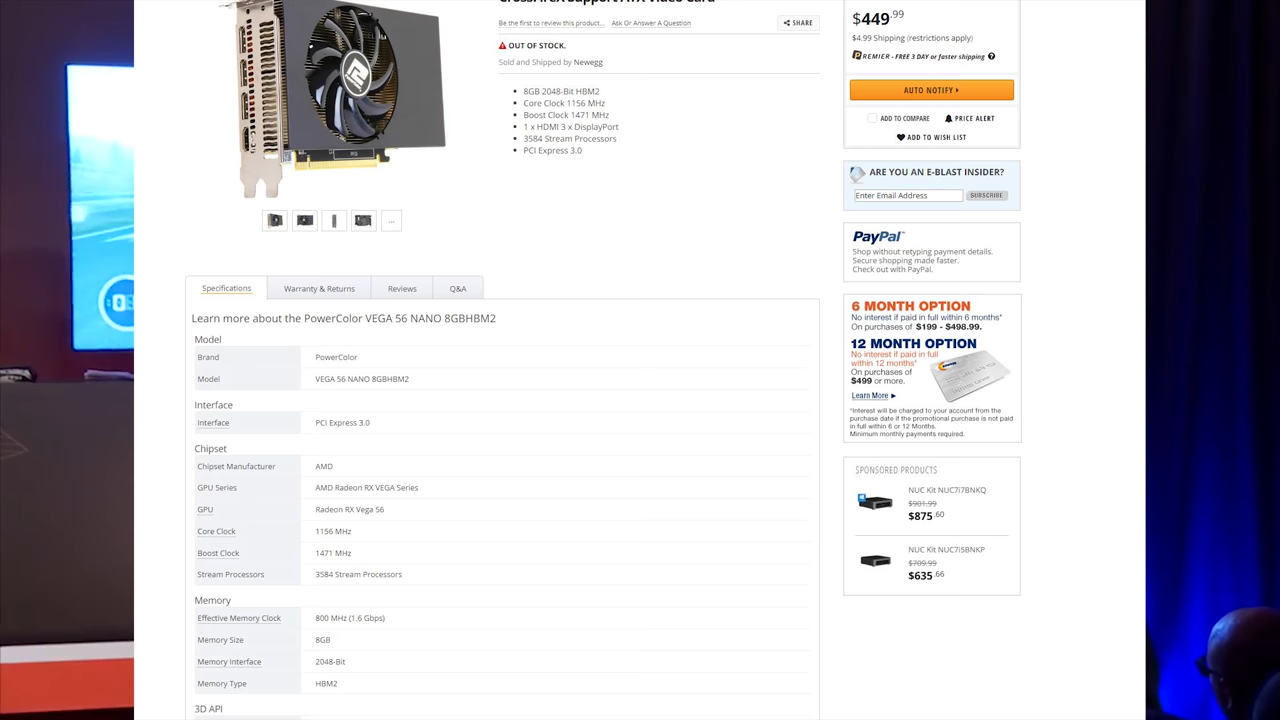 CrossFireX Support ATX Video Card
Be the first to review this product... Ask Or Answer A Question
SHARE
OUT OF STOCK.
Sold and Shipped by Newegg
8GB 2048-Bit HBM2
Core Clock 1156 MHz
Boost Clock 1471 MHz
1 x HDMI 3 x DisplayPort
3584 Stream Processors
PCI Express 3.0
...
$449.99
$4.99 Shipping (restrictions apply)
PREMIER - FREE 3 DAY or faster shipping ?
AUTO NOTIFY
ADD TO COMPARE PRICE ALERT
ADD TO WISH LIST
ARE YOU AN E-BLAST INSIDER?
Enter Email Address SUBSCRIBE
PayPal™
Shop without retyping payment details.
Secure shopping made faster.
Check out with PayPal.
6 MONTH OPTION
No interest if paid in full within 6 months*
On purchases of $199 - $498.99.
12 MONTH OPTION
No interest if paid in full
within 12 months*
On purchases of
$499 or more.
Learn More
*Interest will be charged to your account from the
purchase date if the promotional purchase is not paid
in full within 6 or 12 Months.
Minimum monthly payments required.
SPONSORED PRODUCTS
NUC Kit NUC7i7BNKQ
$901.99
$875.60
NUC Kit NUC7i5BNKP
$709.99
$635.66
Specifications Warranty & Returns Reviews Q&A
Learn more about the PowerColor VEGA 56 NANO 8GBHBM2
Model
Brand PowerColor
Model VEGA 56 NANO 8GBHBM2
Interface
Interface PCI Express 3.0
Chipset
Chipset Manufacturer AMD
GPU Series AMD Radeon RX VEGA Series
GPU Radeon RX Vega 56
Core Clock 1156 MHz
Boost Clock 1471 MHz
Stream Processors 3584 Stream Processors
Memory
Effective Memory Clock 800 MHz (1.6 Gbps)
Memory Size 8GB
Memory Interface 2048-Bit
Memory Type HBM2
3D API